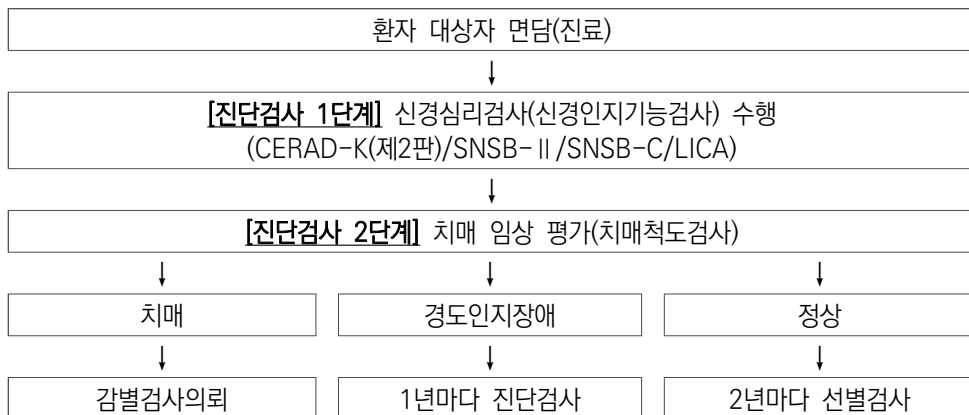 환자 대상자 면담(진료)
↓
[진단검사 1단계] 신경심리검사(신경인지기능검사) 수행
(CERAD-K(제2판)/SNSB-Ⅱ/SNSB-C/LICA)
↓
[진단검사 2단계] 치매 임상 평가(치매척도검사)
↓ ↓ ↓
치매 경도인지장애 정상
↓ ↓ ↓
감별검사의뢰 1년마다 진단검사 2년마다 선별검사